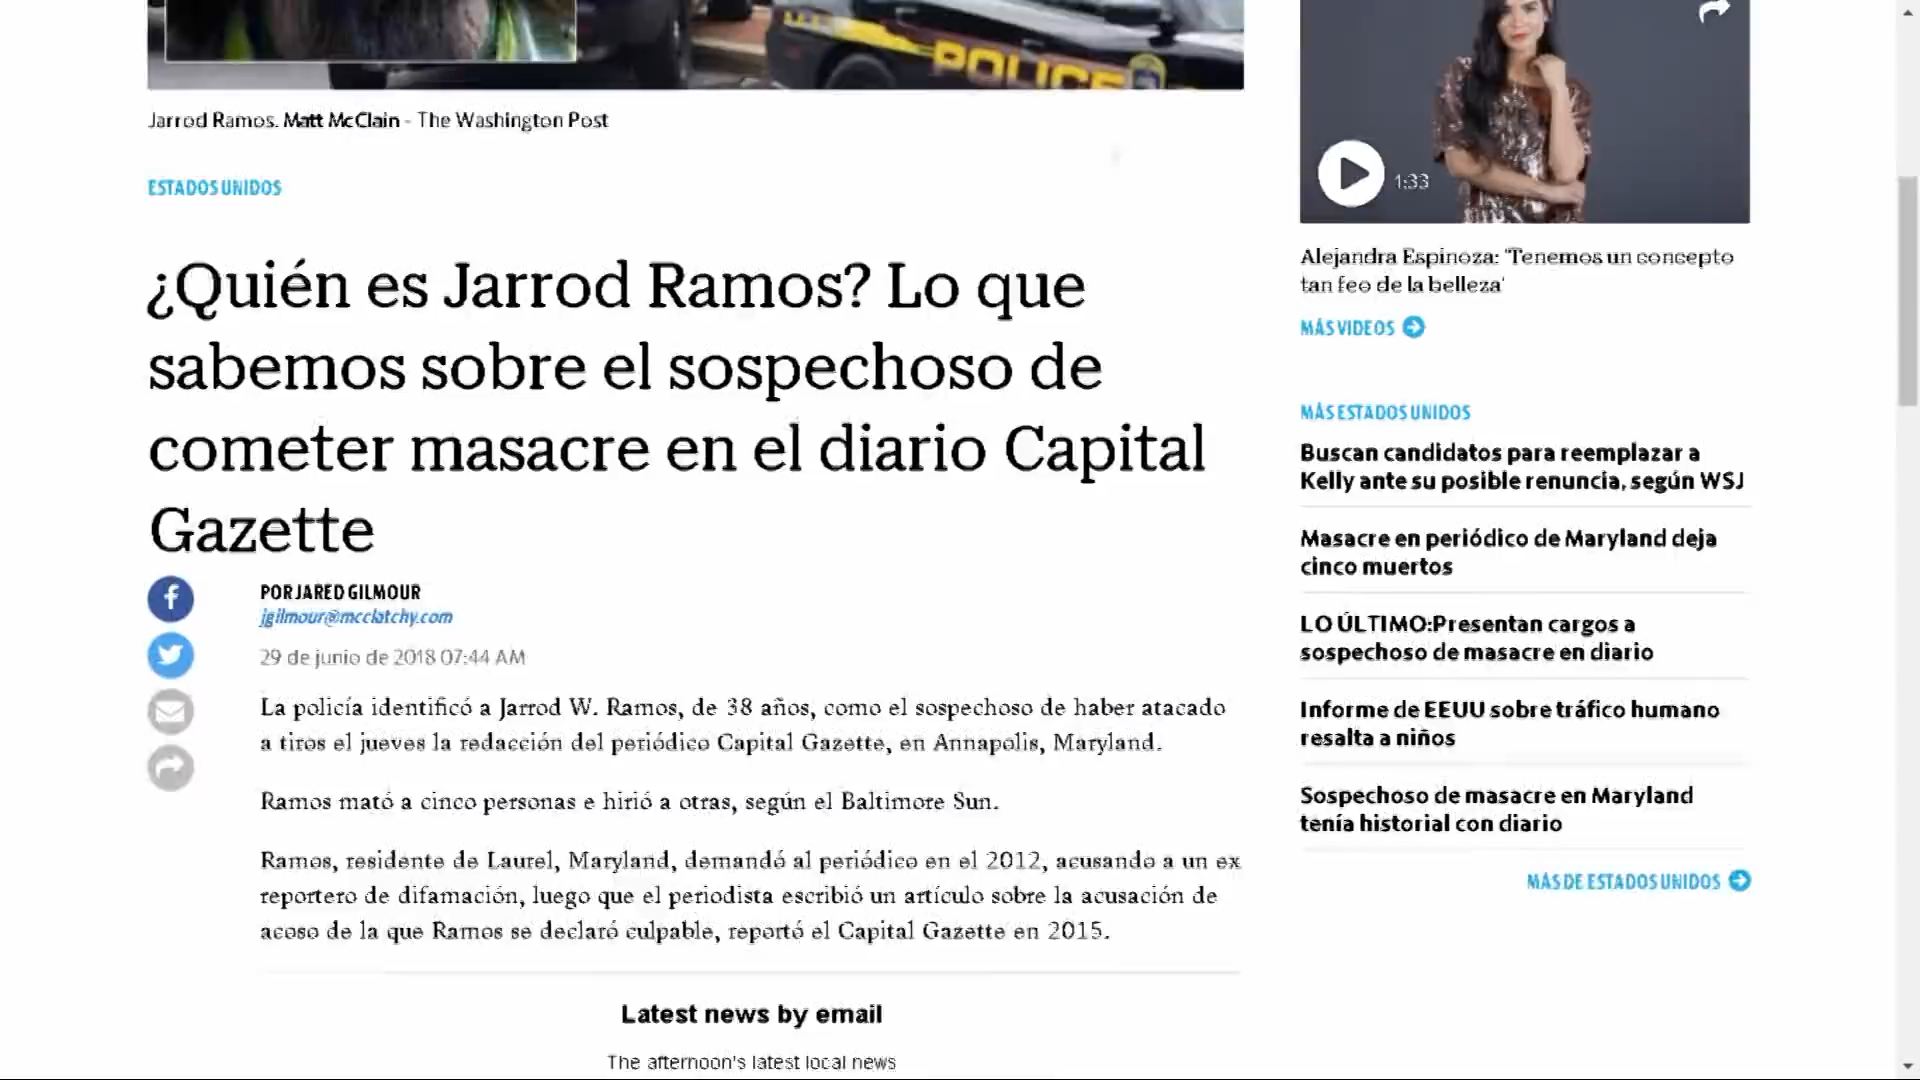 POLICE
Jarrod Ramos. Matt McClain - The Washington Post
ESTADOS UNIDOS
¿Quién es Jarrod Ramos? Lo que
sabemos sobre el sospechoso de
cometer masacre en el diario Capital
Gazette
POR JARED GILMOUR
jgilmour@mcclatchy.com
29 de junio de 2018 07:44 AM
La policía identificó a Jarrod W. Ramos, de 38 años, como el sospechoso de haber atacado
a tiros el jueves la redacción del periódico Capital Gazette, en Annapolis, Maryland.
Ramos mató a cinco personas e hirió a otras, según el Baltimore Sun.
Ramos, residente de Laurel, Maryland, demandó al periódico en el 2012, acusando a un ex
reportero de difamación, luego que el periodista escribió un artículo sobre la acusación de
acoso de la que Ramos se declaró culpable, reportó el Capital Gazette en 2015.
Latest news by email
The afternoon's latest local news
1:33
Alejandra Espinoza: 'Tenemos un concepto
tan feo de la belleza'
MÁS VIDEOS
MÁS ESTADOS UNIDOS
Buscan candidatos para reemplazar a
Kelly ante su posible renuncia, según WSJ
Masacre en periódico de Maryland deja
cinco muertos
LO ÚLTIMO:Presentan cargos a
sospechoso de masacre en diario
Informe de EEUU sobre tráfico humano
resalta a niños
Sospechoso de masacre en Maryland
tenía historial con diario
MÁS DE ESTADOS UNIDOS